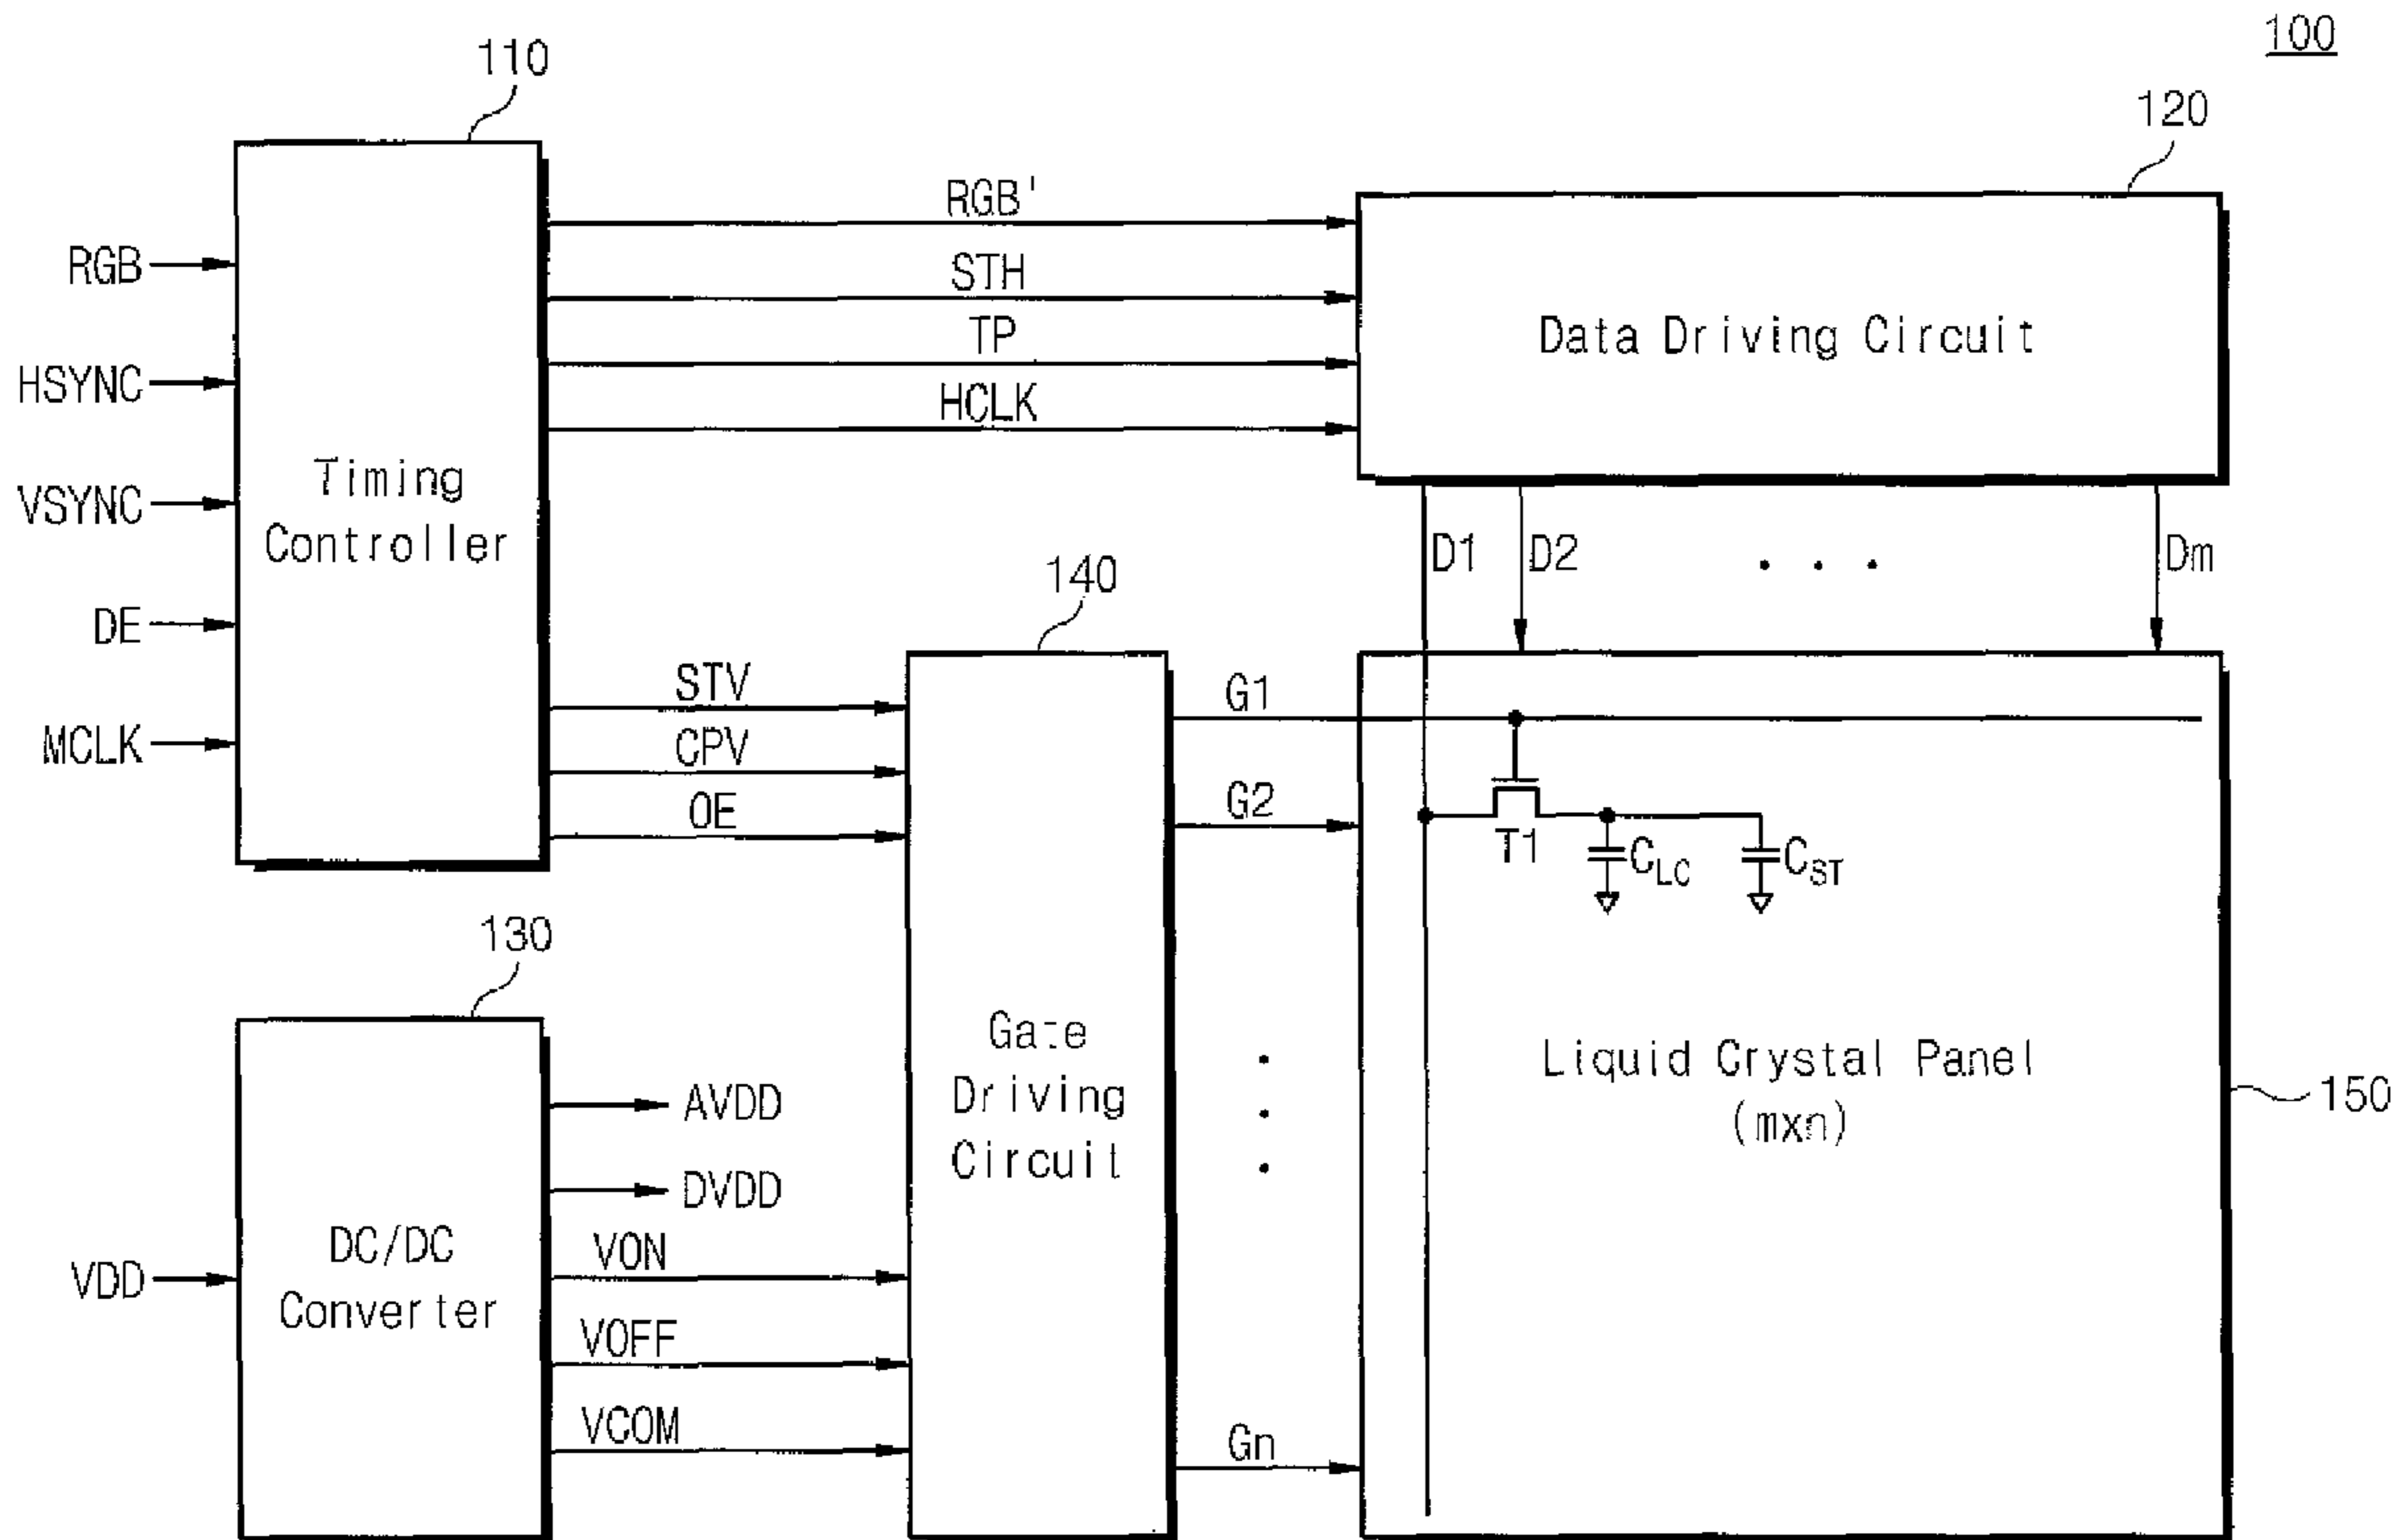 100
110
120
RGB
HSYNC
VSYNC
DE
MCLK
Timing
Controller
RGB'
STH
TP
HCLK
Data Driving Circuit
D1 D2 . . . Dm
140
STV
CPV
OE
G1
G2
T1
CLC
CST
130
VDD
DC/DC
Converter
AVDD
DVDD
VON
VOFF
VCOM
Gate
Driving
Circuit
Gn
Liquid Crystal Panel
(mxn)
150